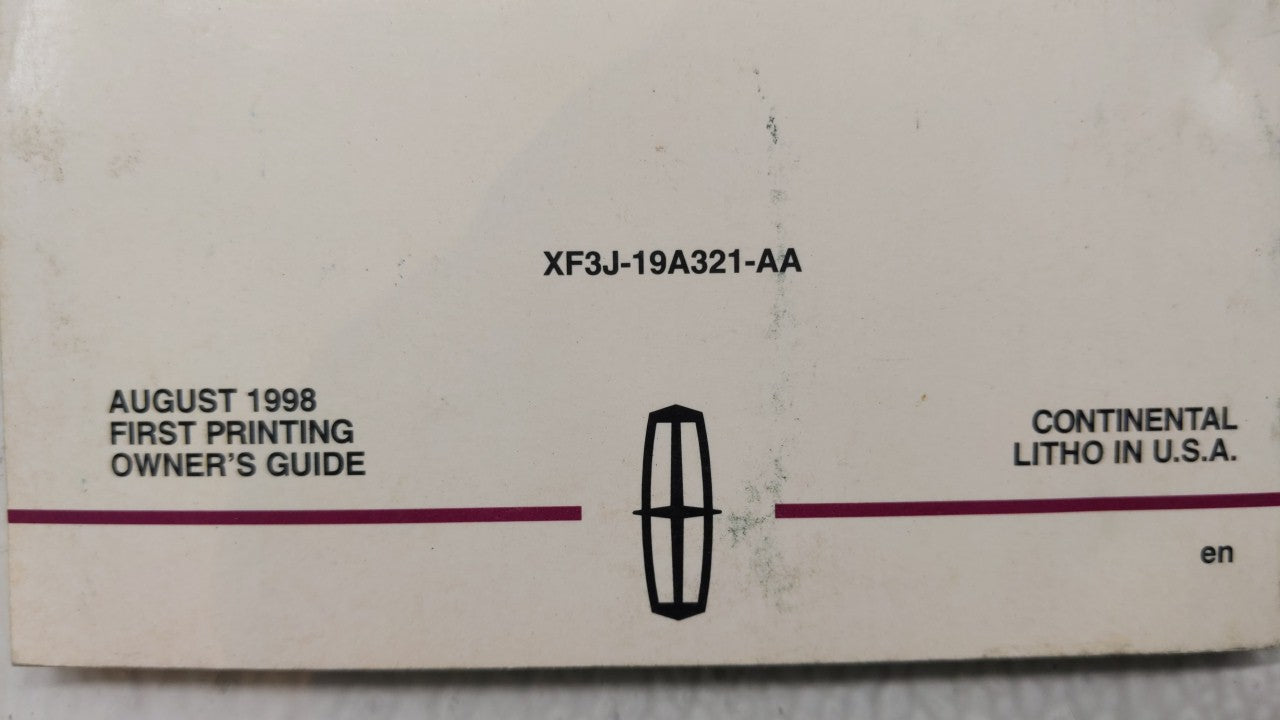 XF3J-19A321-AA
AUGUST 1998
FIRST PRINTING
OWNER'S GUIDE
CONTINENTAL
LITHO IN U.S.A.
en